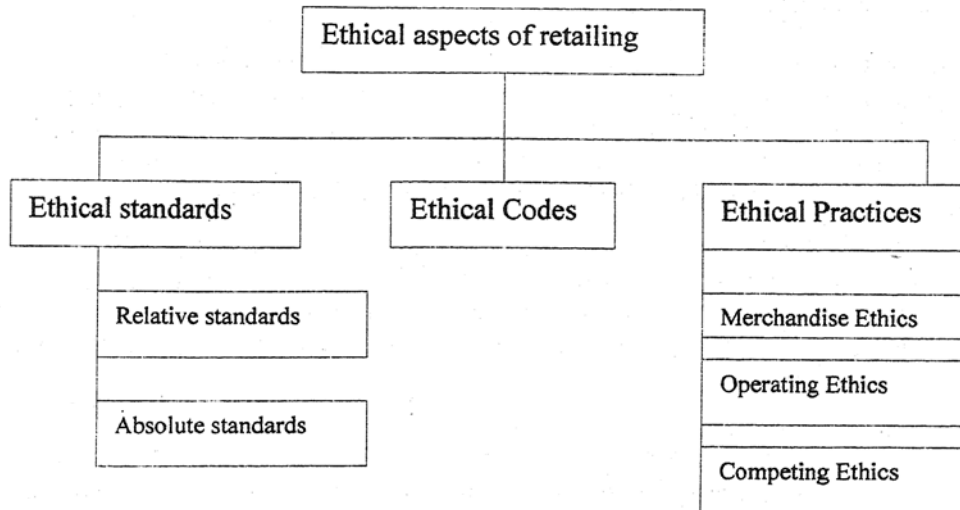 Ethical aspects of retailing
Ethical standards
Ethical Codes
Ethical Practices
Relative standards
Absolute standards
Merchandise Ethics
Operating Ethics
Competing Ethics